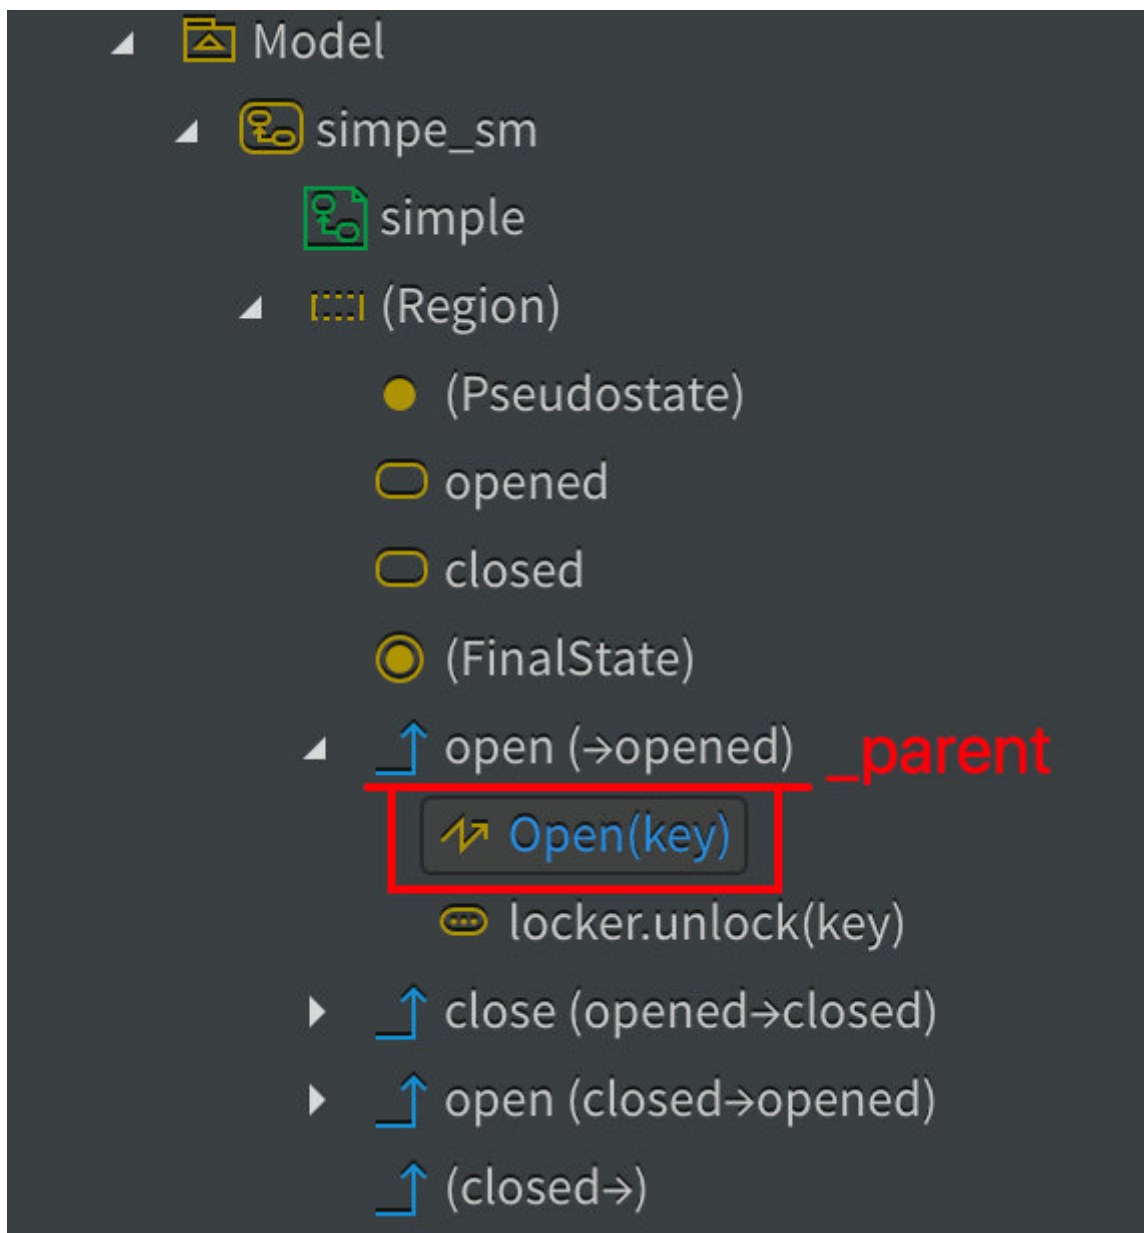 Model
simpe_sm
simple
(Region)
(Pseudostate)
opened
closed
(FinalState)
open (→opened) _parent
Open(key)
locker.unlock(key)
close (opened→closed)
open (closed→opened)
(closed→)